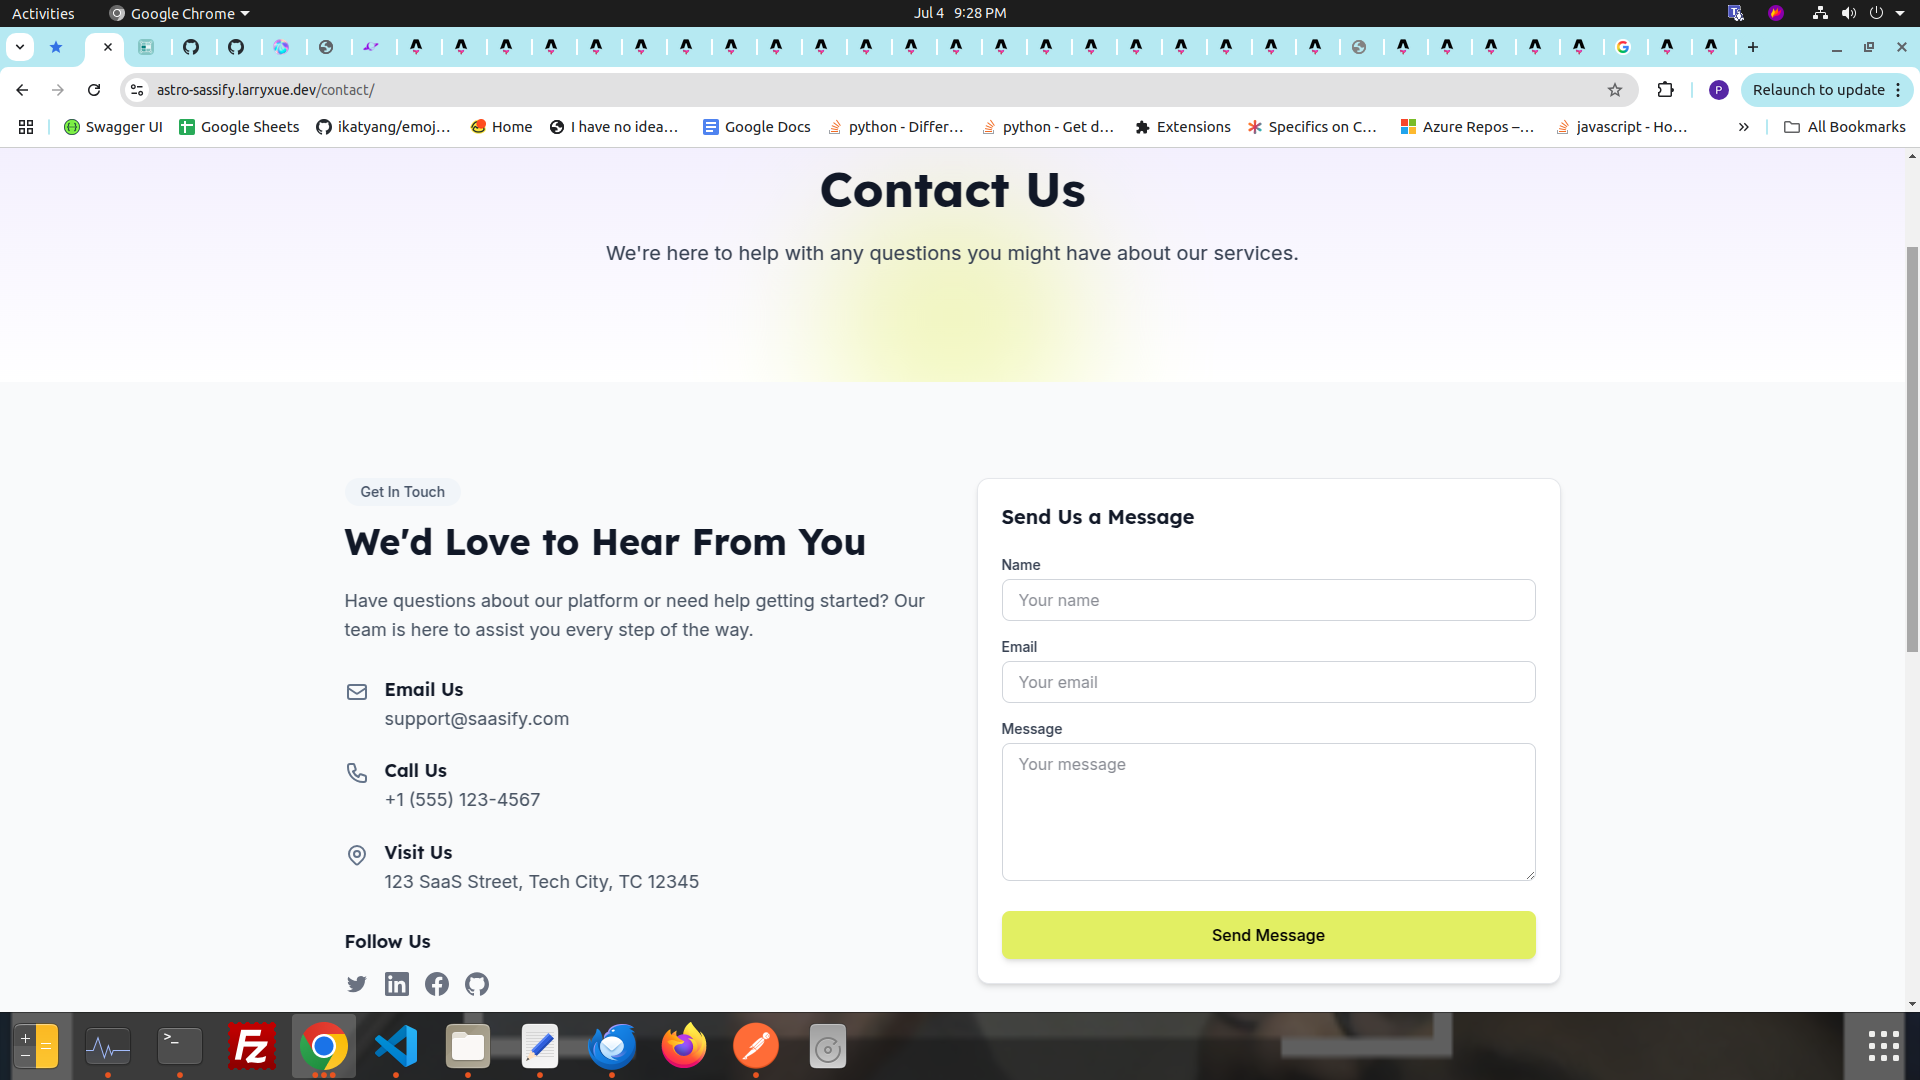 Activities
Google Chrome
Jul 4 9:28 PM
astro-sassify.larryxue.dev/contact/
P
Relaunch to update
Swagger UI
Google Sheets
ikatyang/emoj...
Home
I have no idea...
Google Docs
python - Differ...
python - Get d...
Extensions
Specifics on C...
Azure Repos –...
javascript - Ho...
All Bookmarks
Contact Us
We're here to help with any questions you might have about our services.
Get In Touch
We'd Love to Hear From You
Have questions about our platform or need help getting started? Our
team is here to assist you every step of the way.
Email Us
support@saasify.com
Call Us
+1 (555) 123-4567
Visit Us
123 SaaS Street, Tech City, TC 12345
Follow Us
Send Us a Message
Name
Your name
Email
Your email
Message
Your message
Send Message